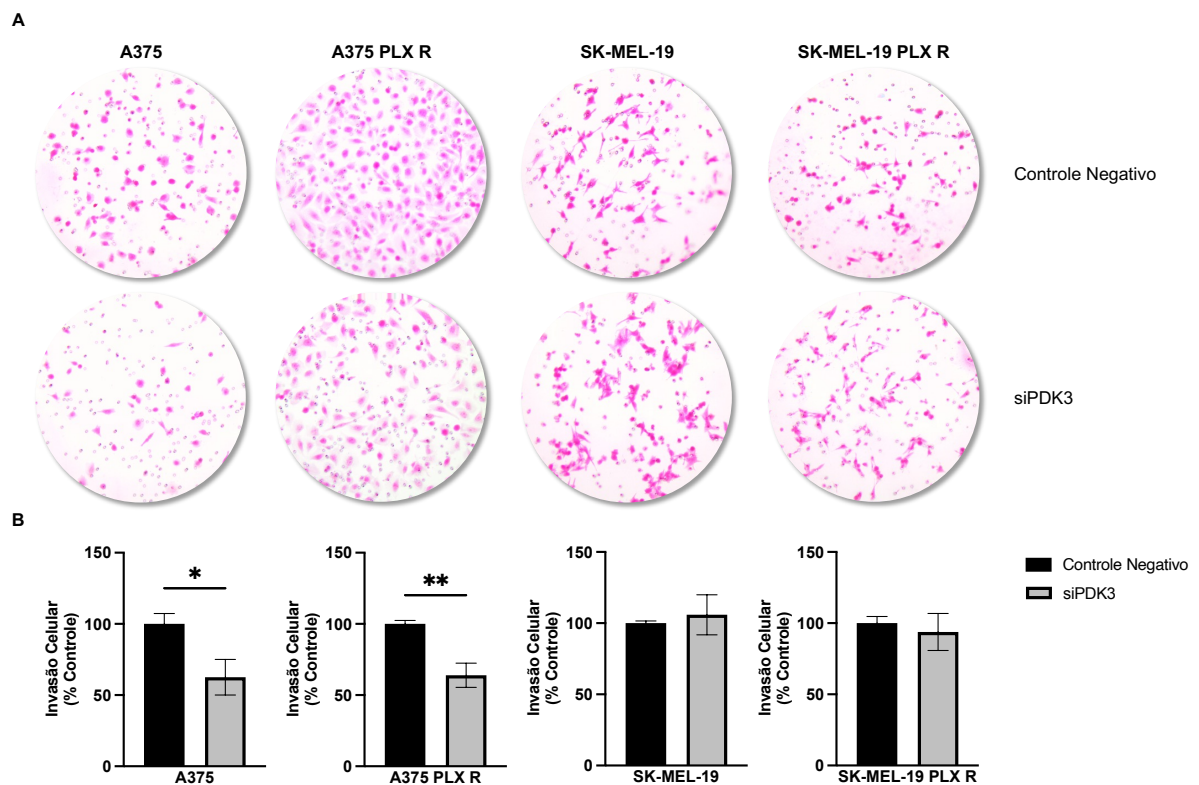 A
A375
A375 PLX R
SK-MEL-19
SK-MEL-19 PLX R
Controle Negativo
siPDK3
B
Invasão Celular
(% Controle)
150
100
50
0
*
A375
Invasão Celular
(% Controle)
150
100
50
0
**
A375 PLX R
Invasão Celular
(% Controle)
150
100
50
0
SK-MEL-19
Invasão Celular
(% Controle)
150
100
50
0
SK-MEL-19 PLX R
Controle Negativo
siPDK3